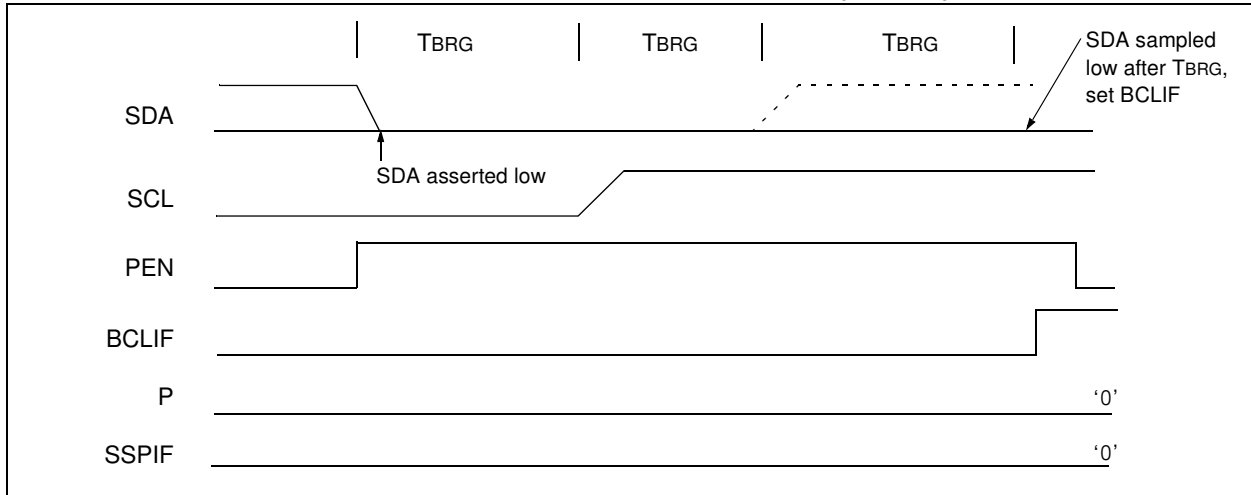 TBRG TBRG TBRG
SDA sampled
low after TBRG,
set BCLIF
SDA
SDA asserted low
SCL
PEN
BCLIF
P ‘0’
SSPIF ‘0’